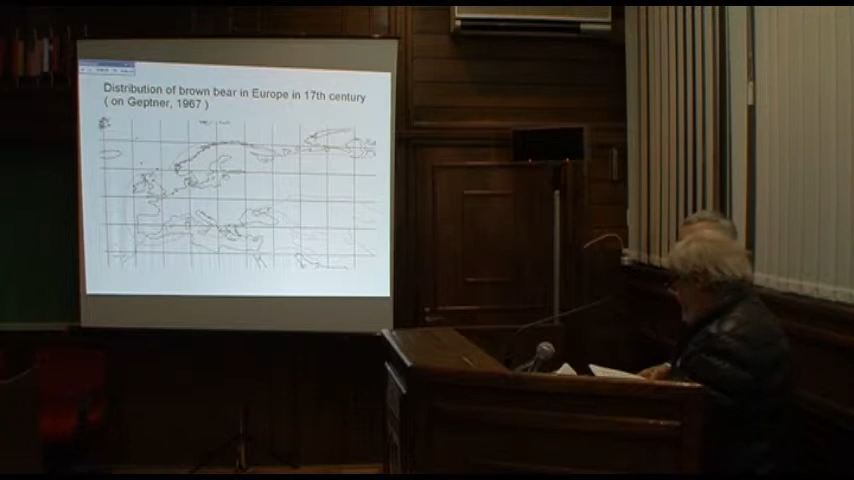 Distribution of brown bear in Europe in 17th century
( on Geptner, 1967 )